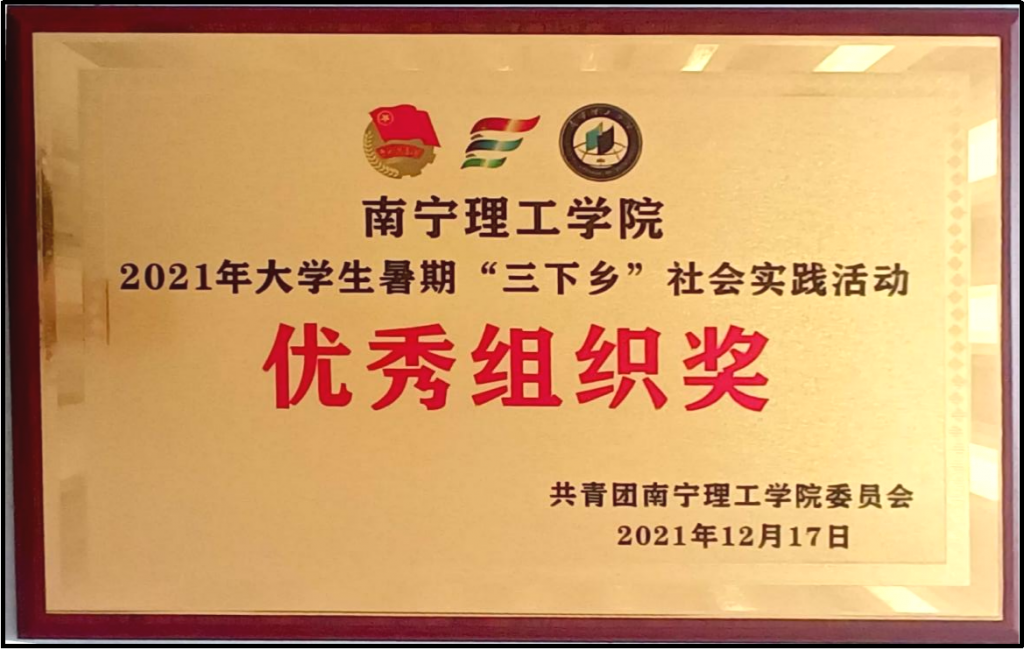 南宁理工学院
2021年大学生暑期“三下乡”社会实践活动
优秀组织奖
共青团南宁理工学院委员会
2021年12月17日